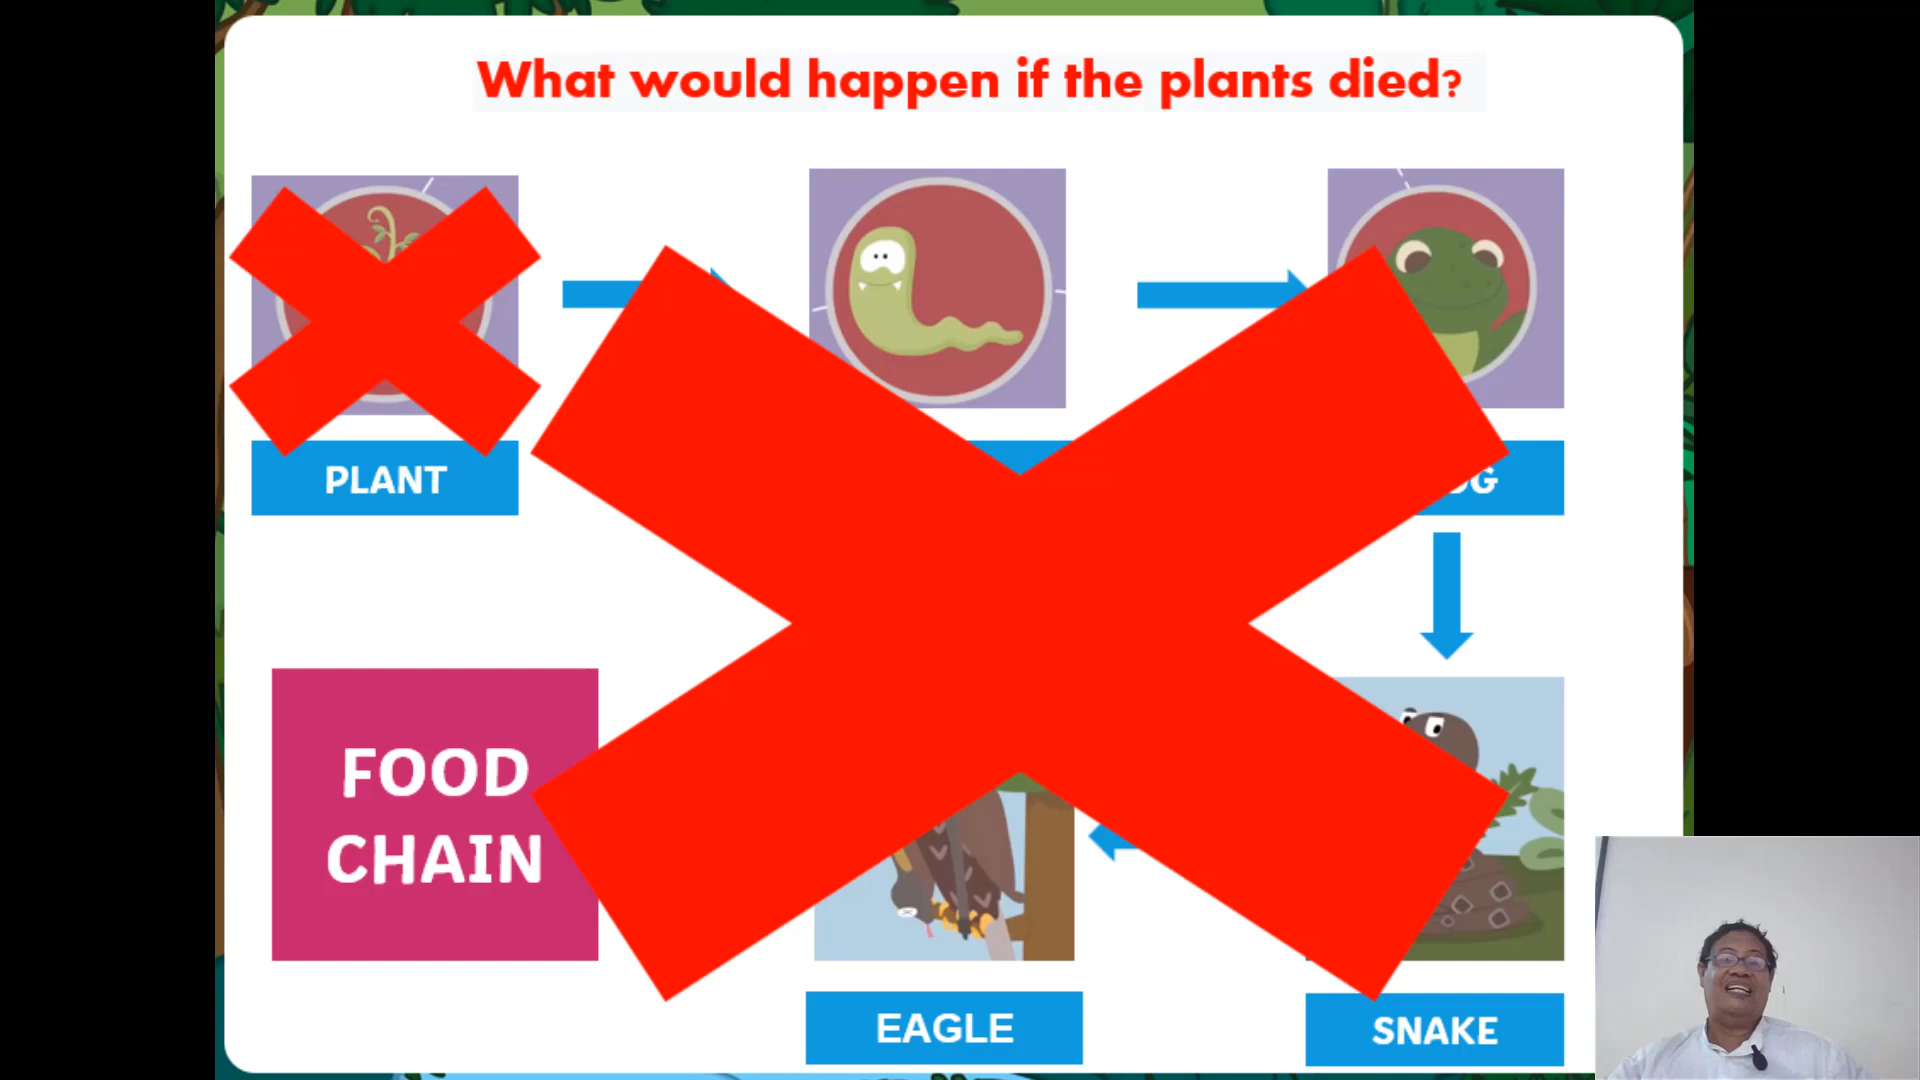 What would happen if the plants died?
PLANT
FOOD
CHAIN
EAGLE
SNAKE